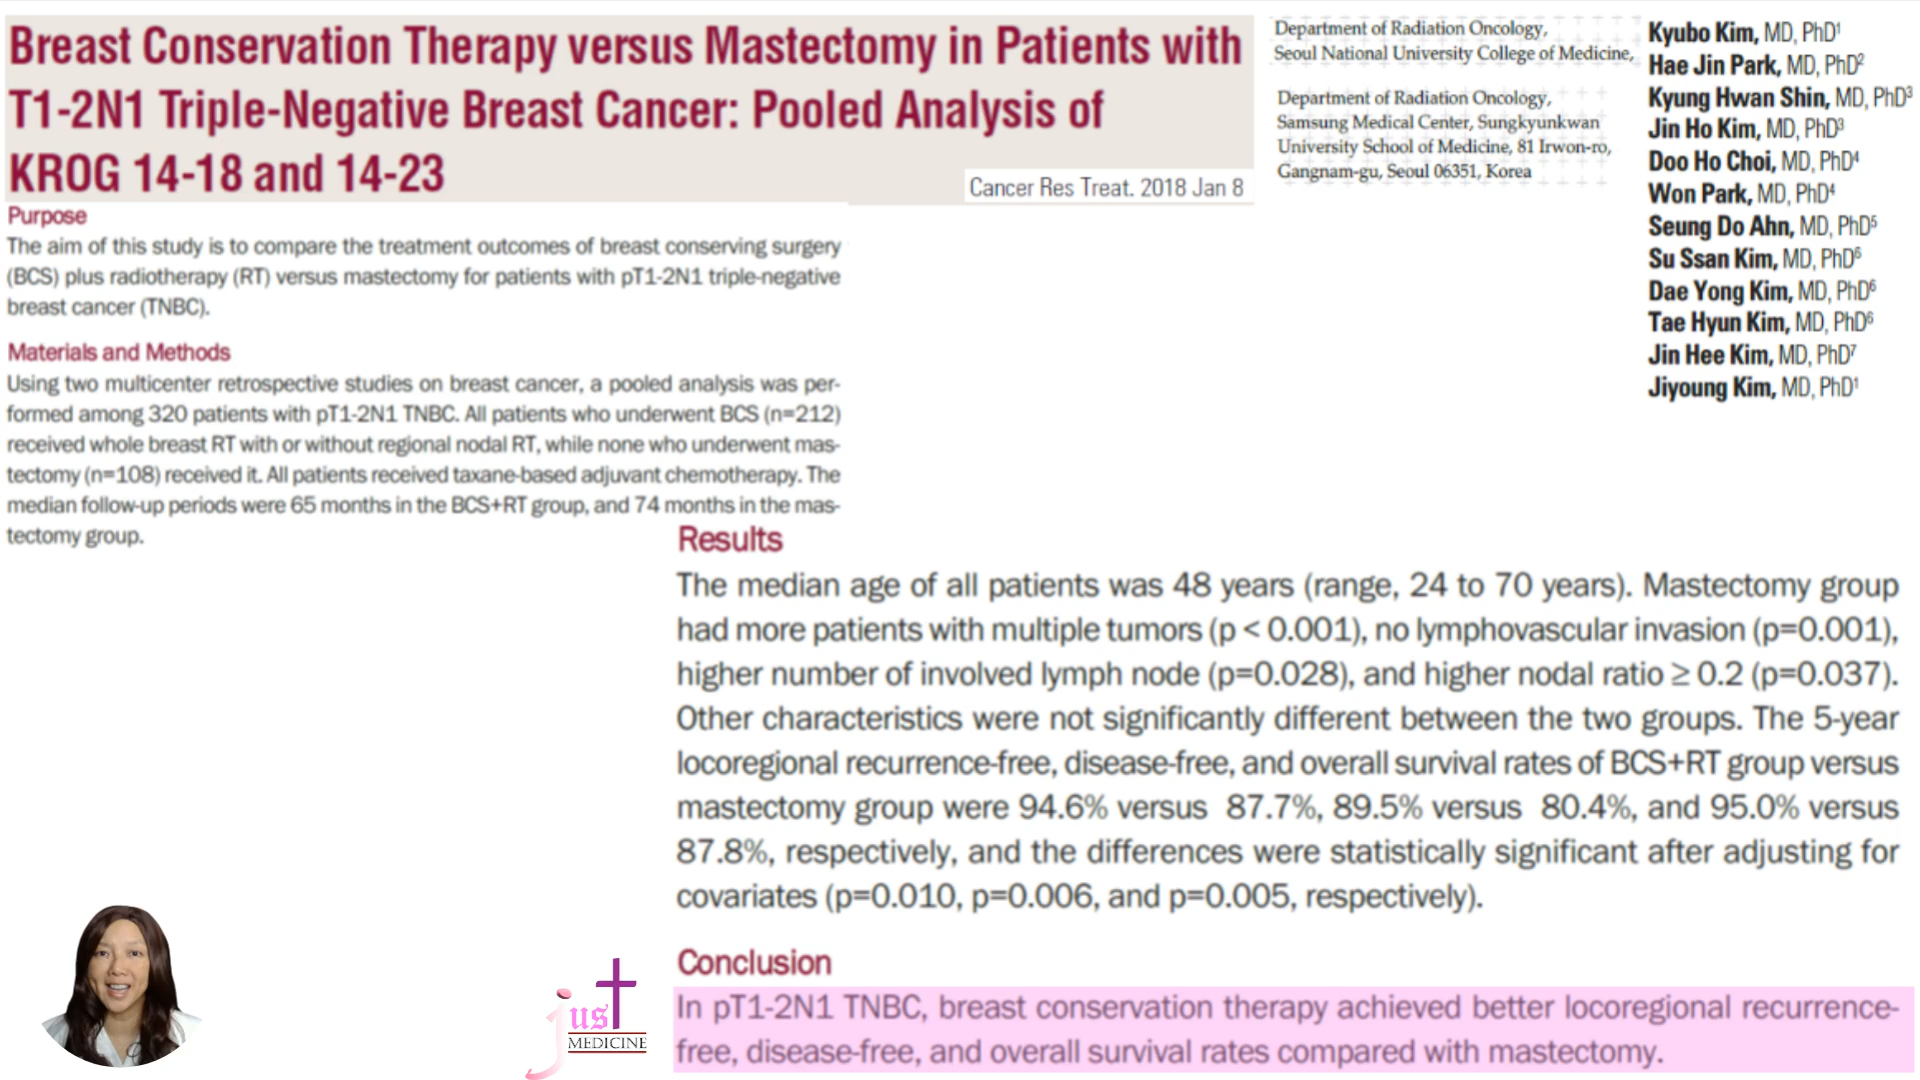 Breast Conservation Therapy versus Mastectomy in Patients with
T1-2N1 Triple-Negative Breast Cancer: Pooled Analysis of
KROG 14-18 and 14-23
Cancer Res Treat. 2018 Jan 8
Department of Radiation Oncology,
Seoul National University College of Medicine,
Department of Radiation Oncology,
Samsung Medical Center, Sungkyunkwan
University School of Medicine, 81 Irwon-ro,
Gangnam-gu, Seoul 06351, Korea
Kyubo Kim, MD, PhD¹
Hae Jin Park, MD, PhD²
Kyung Hwan Shin, MD, PhD³
Jin Ho Kim, MD, PhD³
Doo Ho Choi, MD, PhD⁴
Won Park, MD, PhD⁴
Seung Do Ahn, MD, PhD⁵
Su Ssan Kim, MD, PhD⁶
Dae Yong Kim, MD, PhD⁶
Tae Hyun Kim, MD, PhD⁶
Jin Hee Kim, MD, PhD⁷
Jiyoung Kim, MD, PhD¹
Purpose
The aim of this study is to compare the treatment outcomes of breast conserving surgery
(BCS) plus radiotherapy (RT) versus mastectomy for patients with pT1-2N1 triple-negative
breast cancer (TNBC).
Materials and Methods
Using two multicenter retrospective studies on breast cancer, a pooled analysis was per-
formed among 320 patients with pT1-2N1 TNBC. All patients who underwent BCS (n=212)
received whole breast RT with or without regional nodal RT, while none who underwent mas-
tectomy (n=108) received it. All patients received taxane-based adjuvant chemotherapy. The
median follow-up periods were 65 months in the BCS+RT group, and 74 months in the mas-
tectomy group.
Results
The median age of all patients was 48 years (range, 24 to 70 years). Mastectomy group
had more patients with multiple tumors (p < 0.001), no lymphovascular invasion (p=0.001),
higher number of involved lymph node (p=0.028), and higher nodal ratio ≥ 0.2 (p=0.037).
Other characteristics were not significantly different between the two groups. The 5-year
locoregional recurrence-free, disease-free, and overall survival rates of BCS+RT group versus
mastectomy group were 94.6% versus 87.7%, 89.5% versus 80.4%, and 95.0% versus
87.8%, respectively, and the differences were statistically significant after adjusting for
covariates (p=0.010, p=0.006, and p=0.005, respectively).
Conclusion
In pT1-2N1 TNBC, breast conservation therapy achieved better locoregional recurrence-
free, disease-free, and overall survival rates compared with mastectomy.
just
MEDICINE